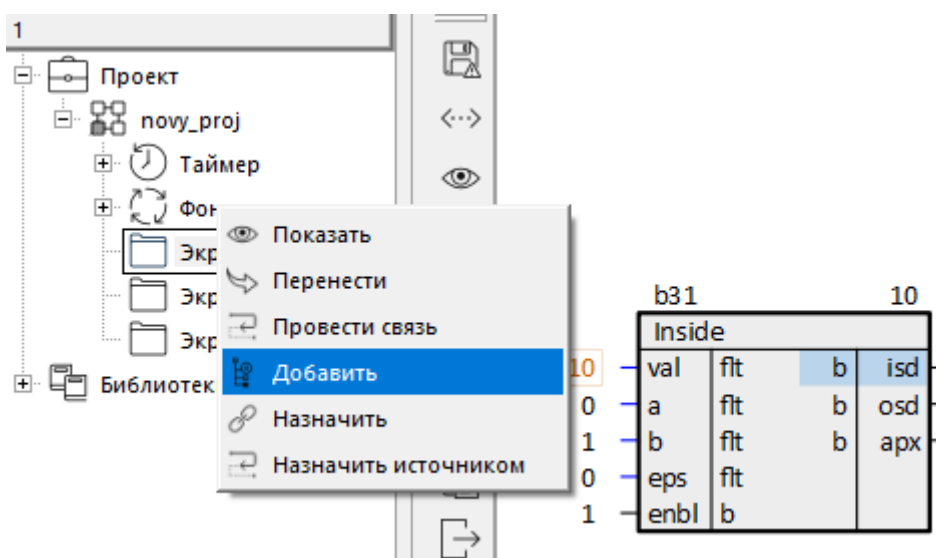 1
Проект
novy_proj
Таймер
Фон
Экр
Экр
Экр
Библиотек
Показать
Перенести
Провести связь
Добавить
Назначить
Назначить источником
b31 10
Inside
10 val flt b isd
0 a flt b osd
1 b flt b apx
0 eps flt
1 enbl b